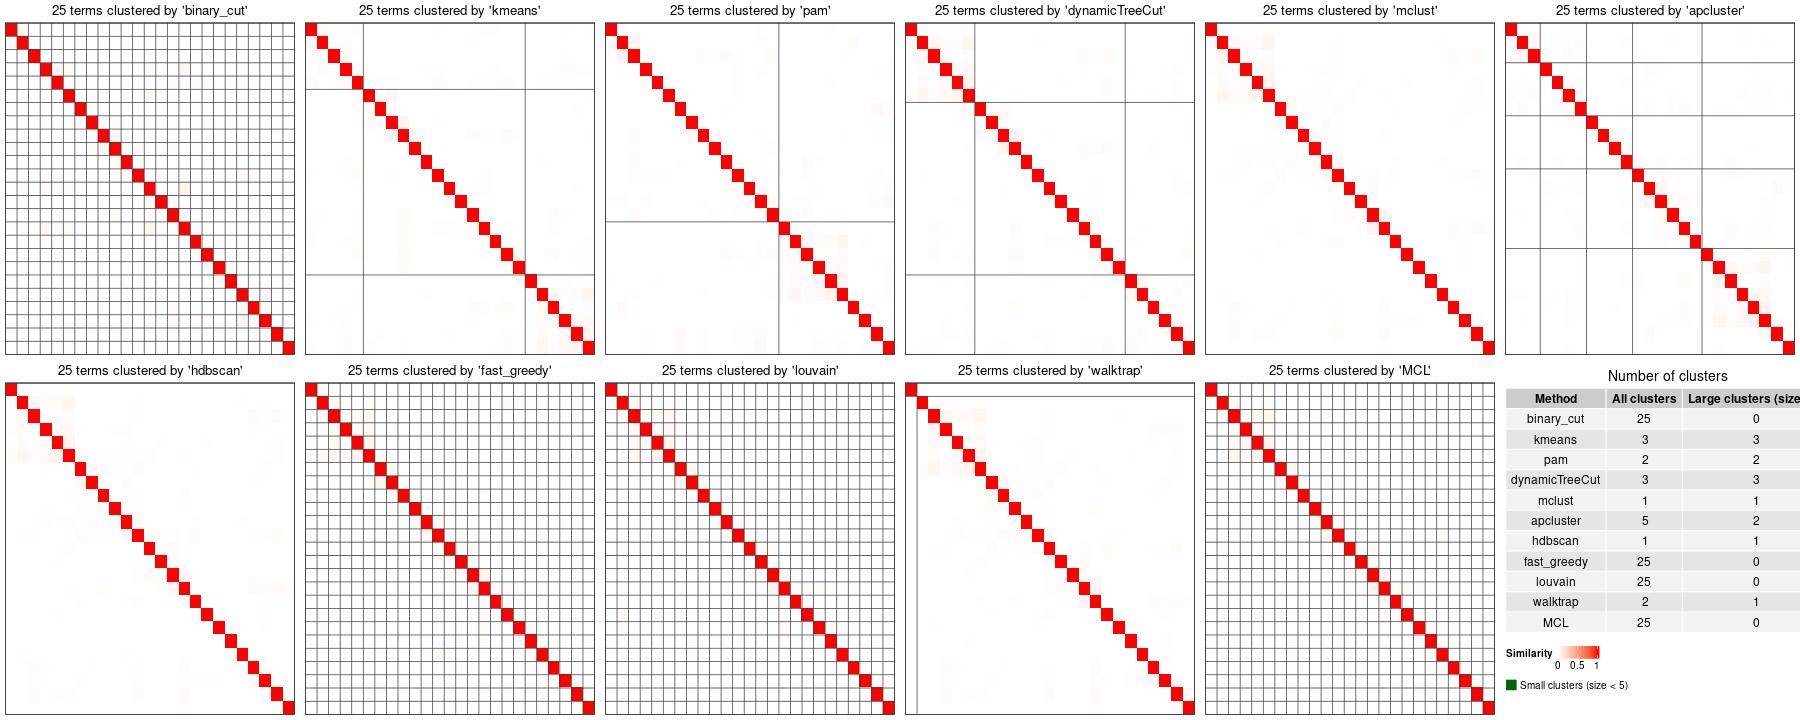 25 terms clustered by 'binary_cut'
25 terms clustered by 'kmeans'
25 terms clustered by 'pam'
25 terms clustered by 'dynamicTreeCut'
25 terms clustered by 'mclust'
25 terms clustered by 'apcluster'
25 terms clustered by 'hdbscan'
25 terms clustered by 'fast_greedy'
25 terms clustered by 'louvain'
25 terms clustered by 'walktrap'
25 terms clustered by 'MCL'
Number of clusters
Method All clusters Large clusters (size
binary_cut 25 0
kmeans 3 3
pam 2 2
dynamicTreeCut 3 3
mclust 1 1
apcluster 5 2
hdbscan 1 1
fast_greedy 25 0
louvain 25 0
walktrap 2 1
MCL 25 0
Similarity
0 0.5 1
Small clusters (size < 5)